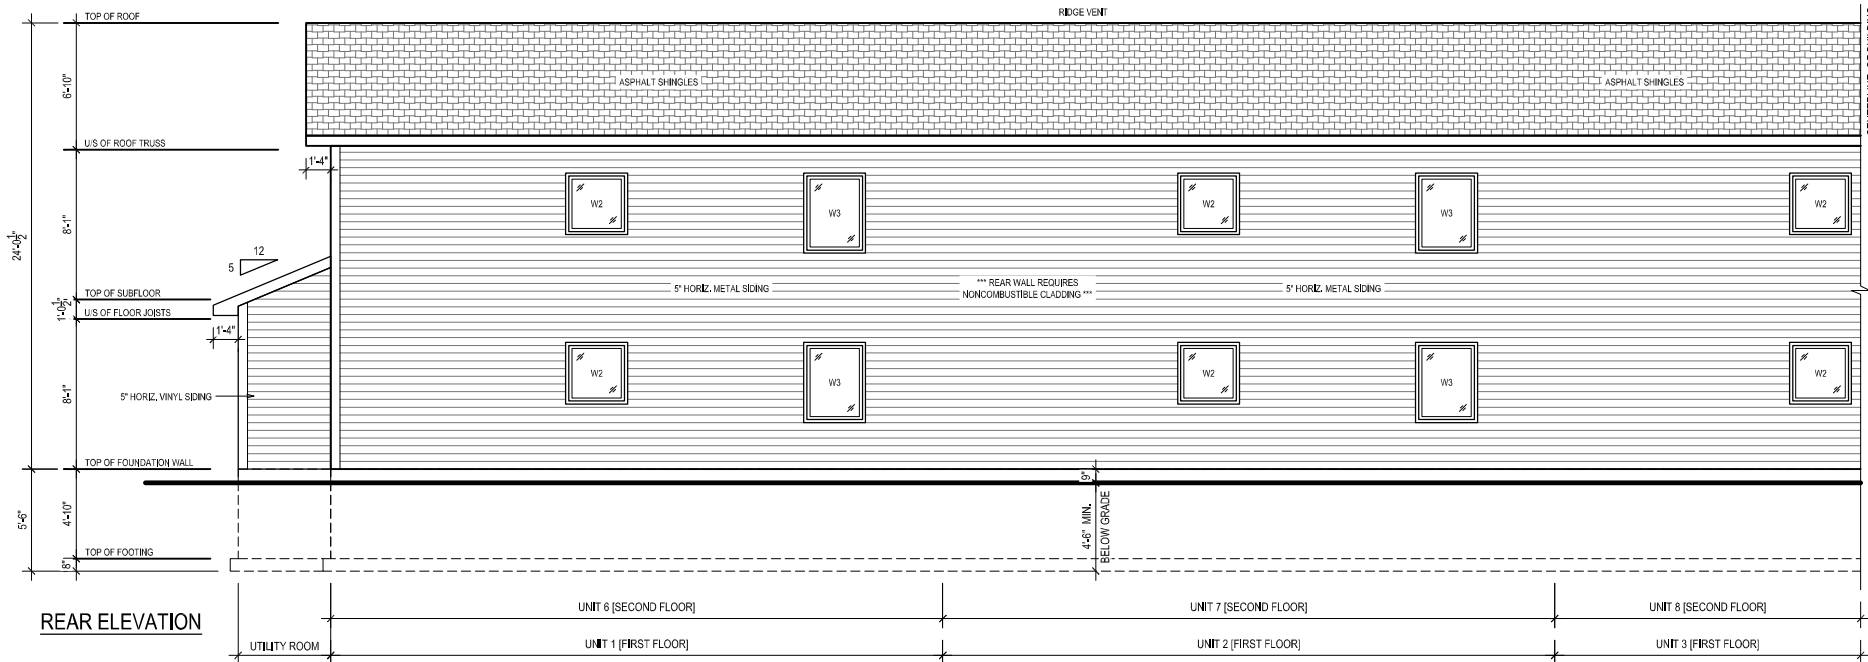 TOP OF ROOF
RIDGE VENT
6'-10"
ASPHALT SHINGLES
ASPHALT SHINGLES
U/S OF ROOF TRUSS
1'-4"
W2
W3
W2
W3
W2
24'-0 1/2"
8'-1"
12
5
TOP OF SUBFLOOR
5" HORIZ. METAL SIDING
*** REAR WALL REQUIRES
NONCOMBUSTIBLE CLADDING ***
5" HORIZ. METAL SIDING
1'-0 1/2"
U/S OF FLOOR JOISTS
1'-4"
W2
W3
W2
W3
W2
8'-1"
5" HORIZ. VINYL SIDING
TOP OF FOUNDATION WALL
9"
5'-6"
4'-10"
4'-6" MIN.
BELOW GRADE
TOP OF FOOTING
8"
REAR ELEVATION
UNIT 6 [SECOND FLOOR]
UNIT 7 [SECOND FLOOR]
UNIT 8 [SECOND FLOOR]
UTILITY ROOM
UNIT 1 [FIRST FLOOR]
UNIT 2 [FIRST FLOOR]
UNIT 3 [FIRST FLOOR]